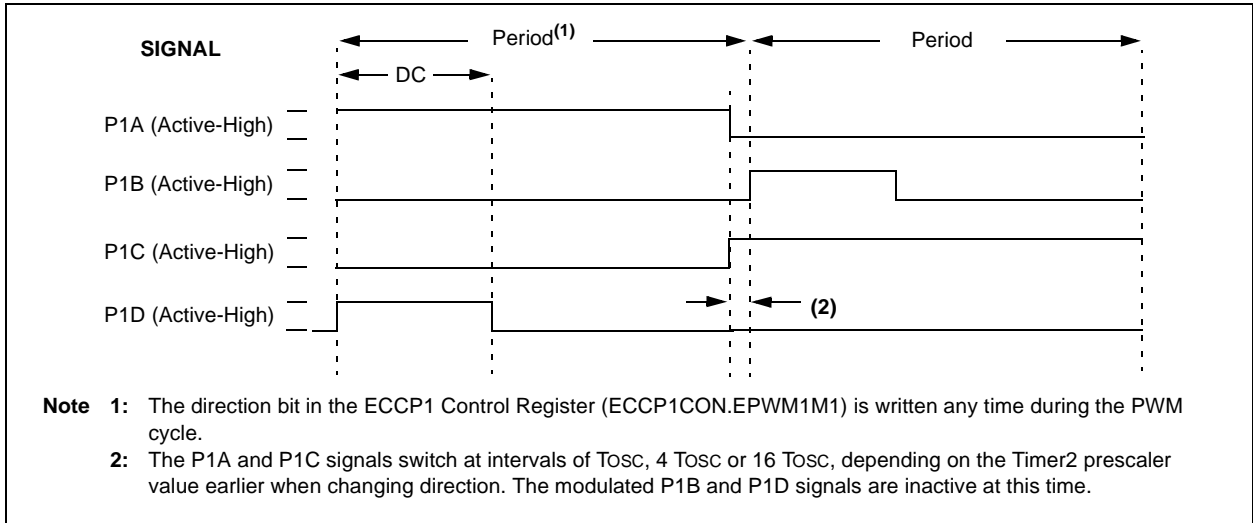 SIGNAL
Period(1)
Period
DC
P1A (Active-High)
P1B (Active-High)
P1C (Active-High)
P1D (Active-High)
(2)
Note 1: The direction bit in the ECCP1 Control Register (ECCP1CON.EPWM1M1) is written any time during the PWM
cycle.
2: The P1A and P1C signals switch at intervals of TOSC, 4 TOSC or 16 TOSC, depending on the Timer2 prescaler
value earlier when changing direction. The modulated P1B and P1D signals are inactive at this time.